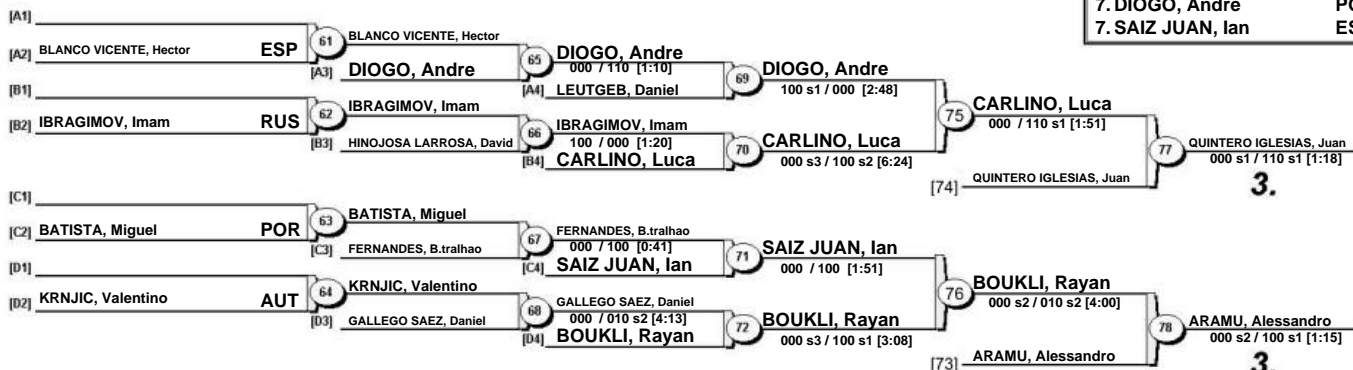 7. DIOGO, Andre PO
7. SAIZ JUAN, Ian ES
[A1]
[A2] BLANCO VICENTE, Hector ESP
61 BLANCO VICENTE, Hector
[A3] DIOGO, Andre
65 DIOGO, Andre
000 / 110 [1:10]
[A4] LEUTGEB, Daniel
69 DIOGO, Andre
100 s1 / 000 [2:48]
[B1]
[B2] IBRAGIMOV, Imam RUS
62 IBRAGIMOV, Imam
[B3] HINOJOSA LARROSA, David
66 IBRAGIMOV, Imam
100 / 000 [1:20]
[B4] CARLINO, Luca
70 CARLINO, Luca
000 s3 / 100 s2 [6:24]
75 CARLINO, Luca
000 / 110 s1 [1:51]
[74] QUINTERO IGLESIAS, Juan
77 QUINTERO IGLESIAS, Juan
000 s1 / 110 s1 [1:18]
3.
[C1]
[C2] BATISTA, Miguel POR
63 BATISTA, Miguel
[C3] FERNANDES, B.tralhao
67 FERNANDES, B.tralhao
000 / 100 [0:41]
[C4] SAIZ JUAN, Ian
71 SAIZ JUAN, Ian
000 / 100 [1:51]
[D1]
[D2] KRNJIC, Valentino AUT
64 KRNJIC, Valentino
[D3] GALLEGO SAEZ, Daniel
68 GALLEGO SAEZ, Daniel
000 / 010 s2 [4:13]
[D4] BOUKLI, Rayan
72 BOUKLI, Rayan
000 s3 / 100 s1 [3:08]
76 BOUKLI, Rayan
000 s2 / 010 s2 [4:00]
[73] ARAMU, Alessandro
78 ARAMU, Alessandro
000 s2 / 100 s1 [1:15]
3.